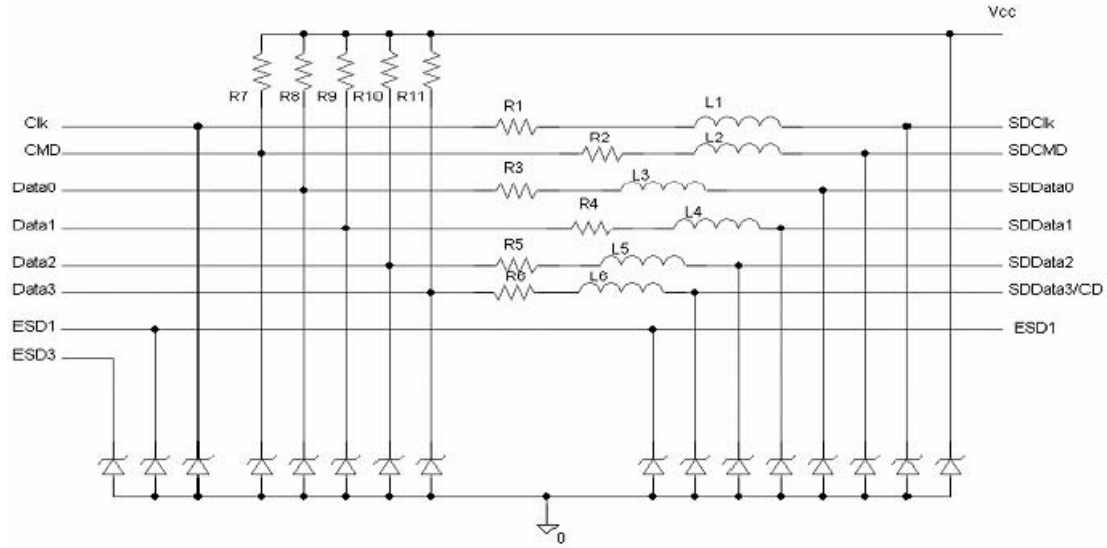 Vcc
R7 R8 R9 R10 R11
Clk R1 L1 SDClk
CMD R2 L2 SDCMD
Data0 R3 L3 SDData0
Data1 R4 L4 SDData1
Data2 R5 L5 SDData2
Data3 R6 L6 SDData3/CD
ESD1 ESD1
ESD3
0